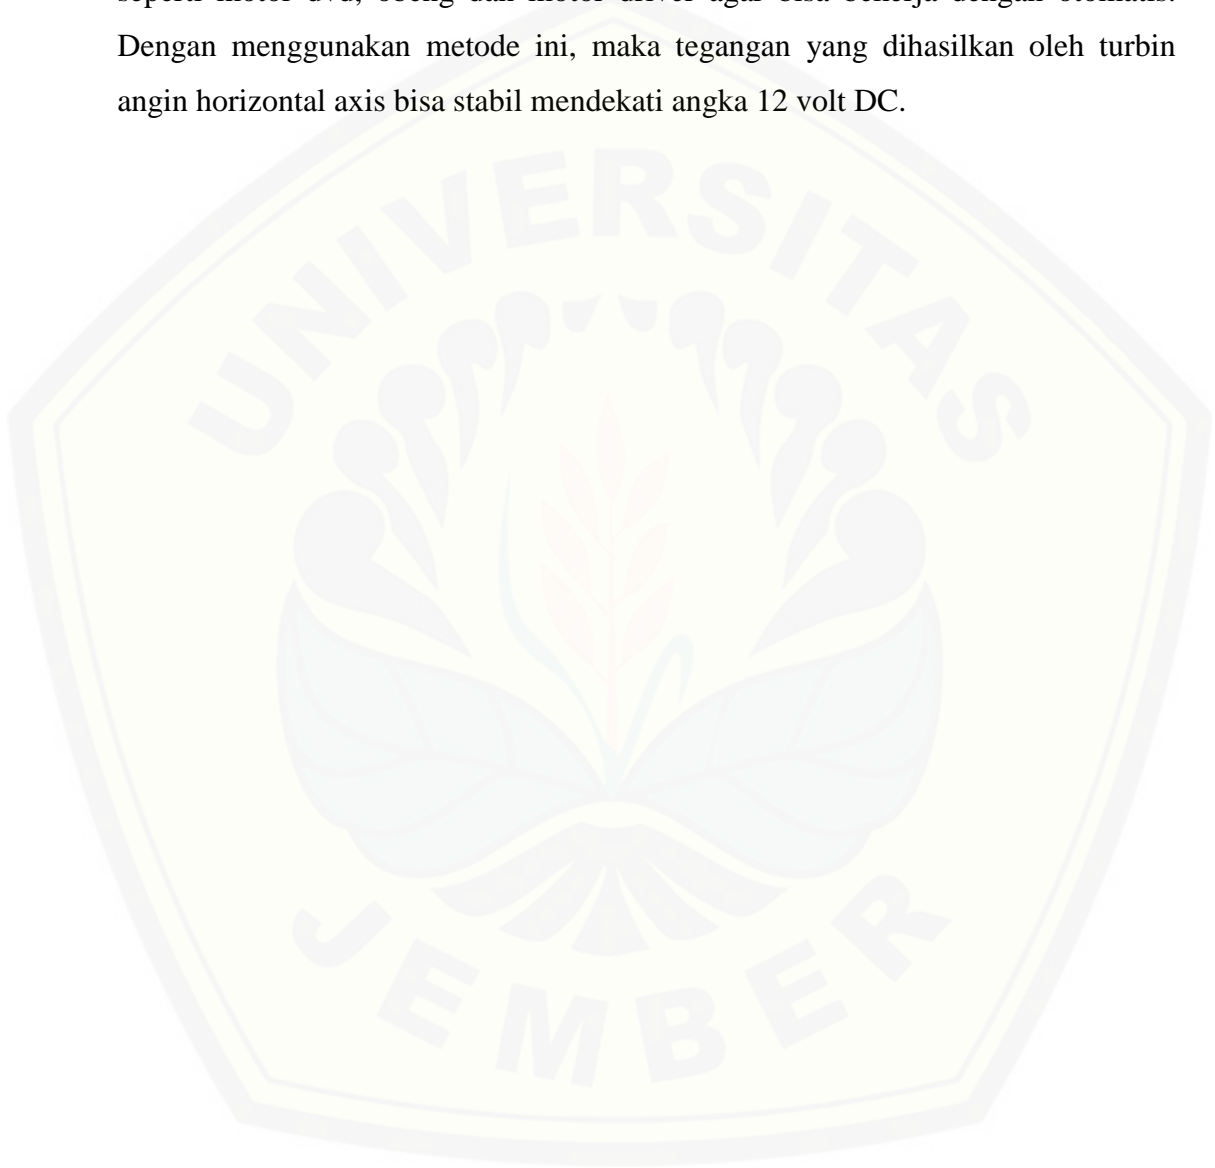 seperti motor dvd, obeng dan motor driver agar bisa bekerja dengan otomatis.
Dengan menggunakan metode ini, maka tegangan yang dihasilkan oleh turbin
angin horizontal axis bisa stabil mendekati angka 12 volt DC.
UNIVERSITAS
JEMBER